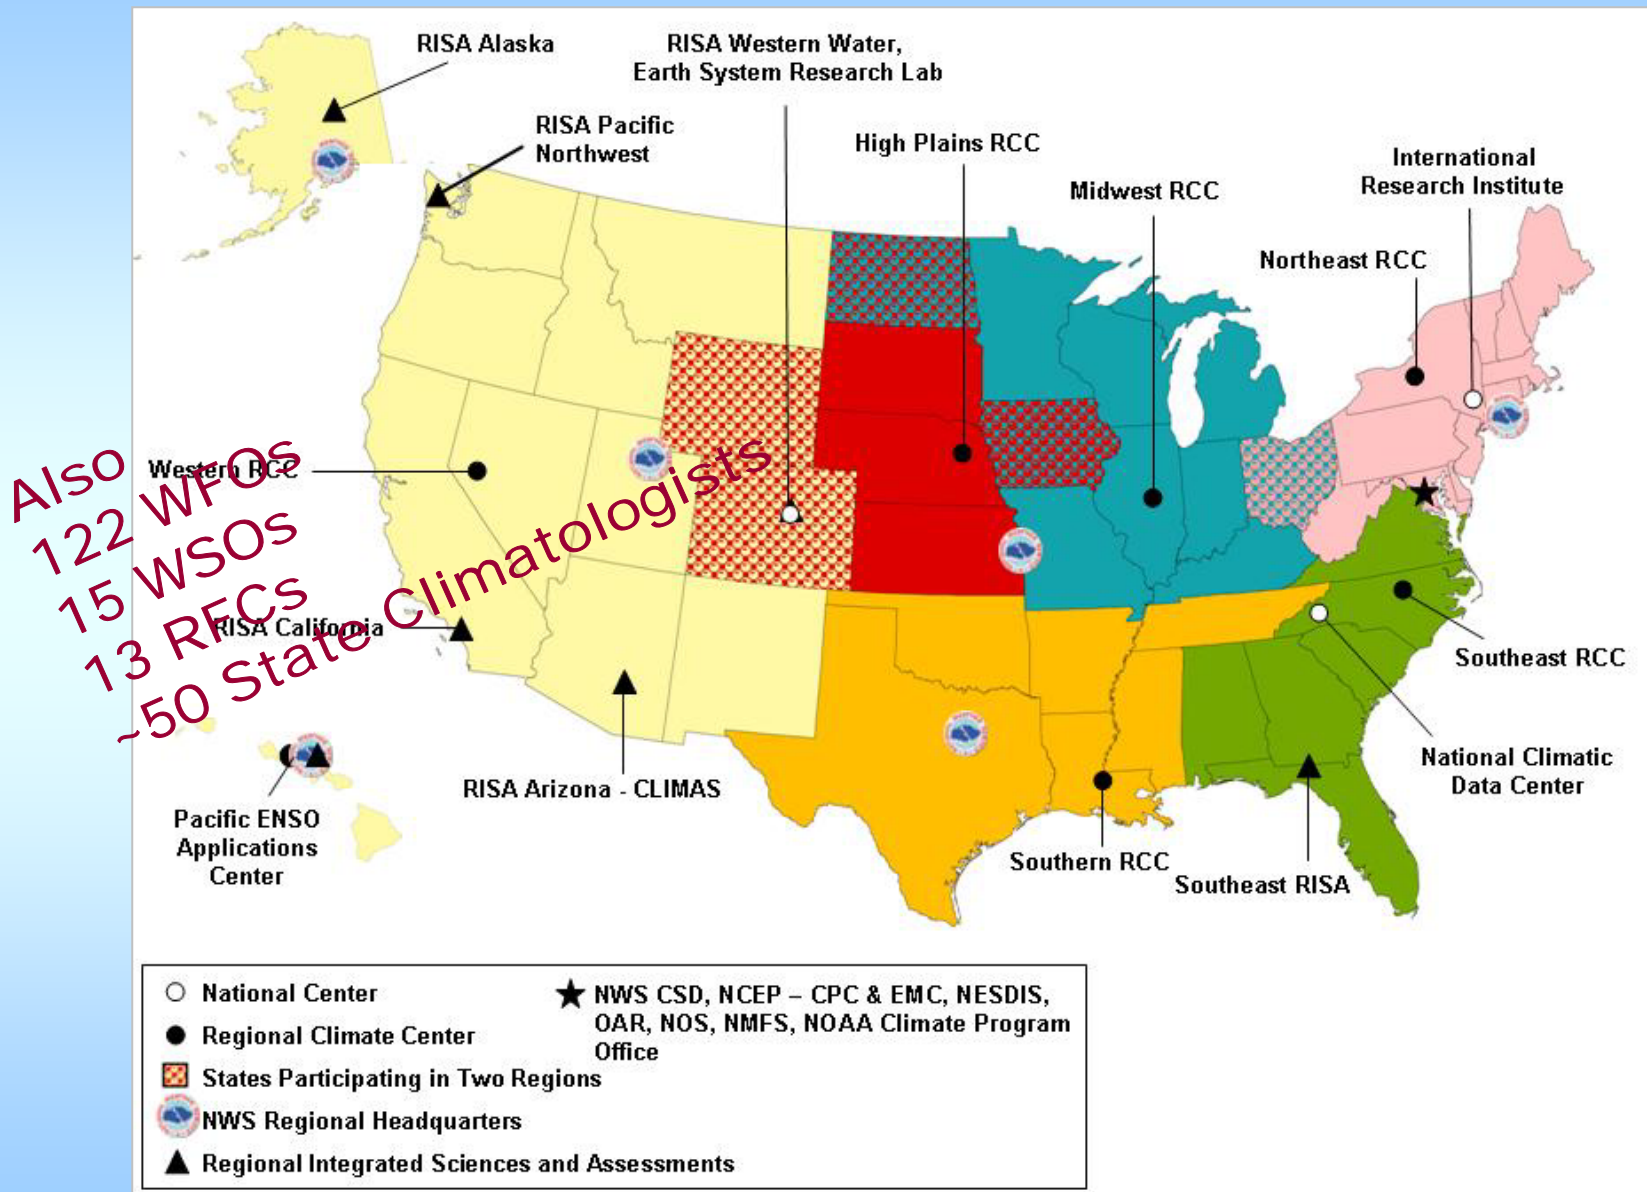 RISA Alaska
RISA Western Water,
Earth System Research Lab
RISA Pacific
Northwest
High Plains RCC
International
Research Institute
Midwest RCC
Northeast RCC
Western RCC
Also
122 WFOs
15 WSOs
13 RFCs
~50 State Climatologists
RISA California
Southeast RCC
RISA Arizona - CLIMAS
National Climatic
Data Center
Pacific ENSO
Applications
Center
Southern RCC
Southeast RISA
National Center
Regional Climate Center
States Participating in Two Regions
NWS Regional Headquarters
Regional Integrated Sciences and Assessments
NWS CSD, NCEP – CPC & EMC, NESDIS,
OAR, NOS, NMFS, NOAA Climate Program
Office